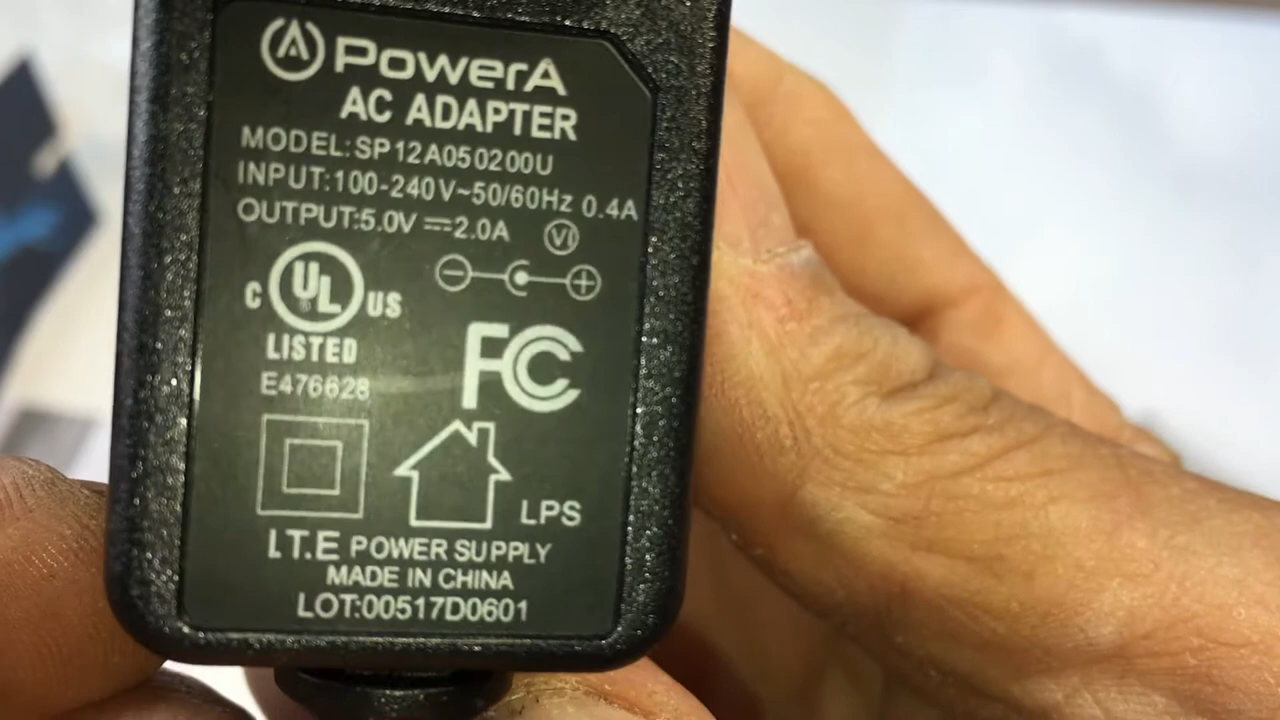 PowerA
AC ADAPTER
MODEL:SP12A050200U
INPUT:100-240V~50/60Hz 0.4A
OUTPUT:5.0V⎓2.0A VI
C UL® US
LISTED
E476628
FC
LPS
I.T.E POWER SUPPLY
MADE IN CHINA
LOT:00517D0601